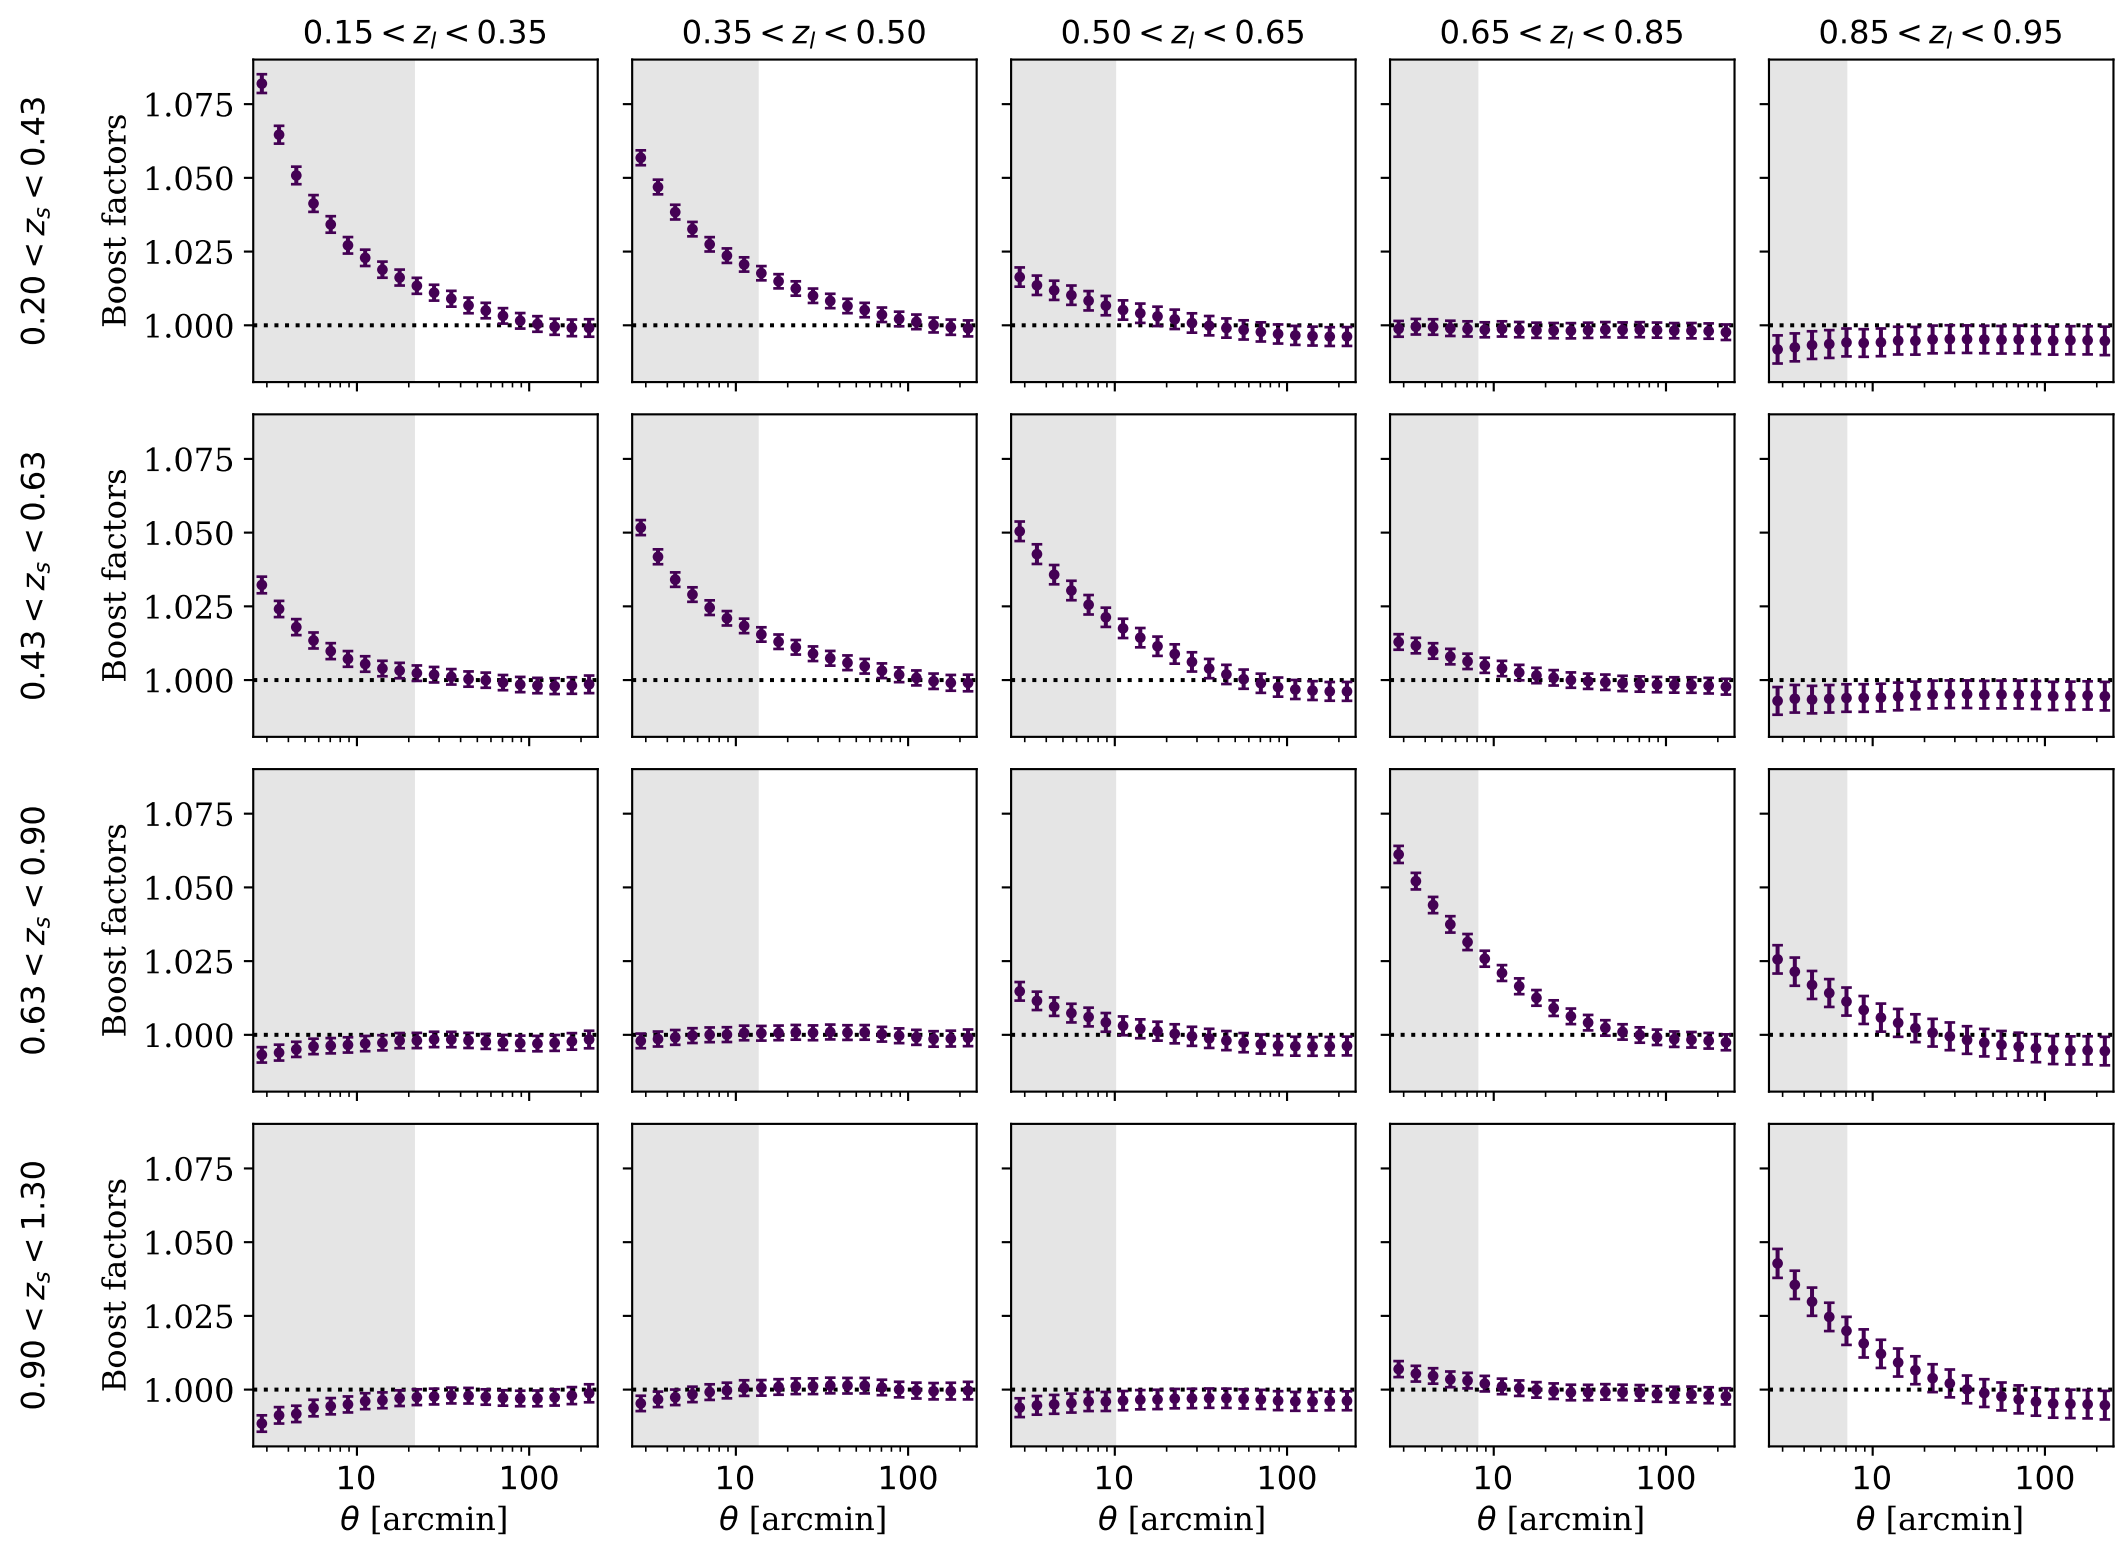 0.15 < z_l < 0.35
0.35 < z_l < 0.50
0.50 < z_l < 0.65
0.65 < z_l < 0.85
0.85 < z_l < 0.95
0.20 < z_s < 0.43
Boost factors
1.075
1.050
1.025
1.000
0.43 < z_s < 0.63
Boost factors
1.075
1.050
1.025
1.000
0.63 < z_s < 0.90
Boost factors
1.075
1.050
1.025
1.000
0.90 < z_s < 1.30
Boost factors
1.075
1.050
1.025
1.000
10 100
θ [arcmin]
10 100
θ [arcmin]
10 100
θ [arcmin]
10 100
θ [arcmin]
10 100
θ [arcmin]